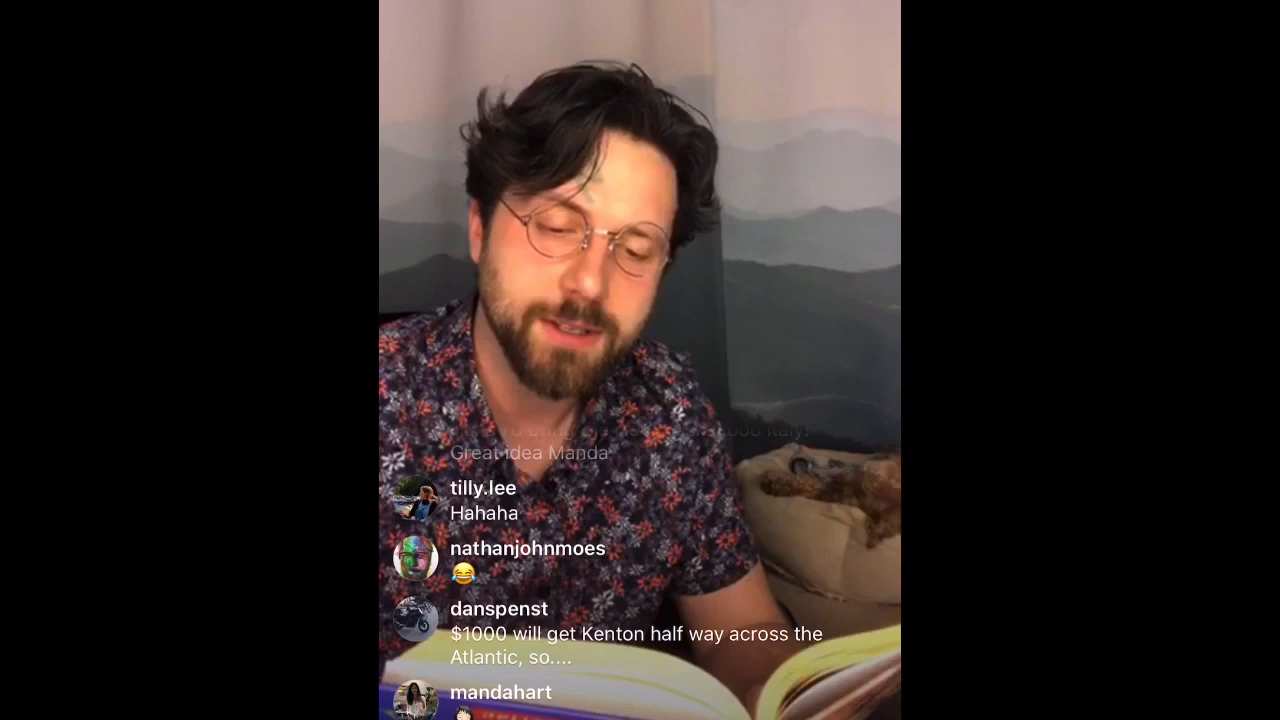 Great idea Manda
tilly.lee
Hahaha
nathanjohnmoes
😂
danspenst
$1000 will get Kenton half way across the
Atlantic, so....
mandahart